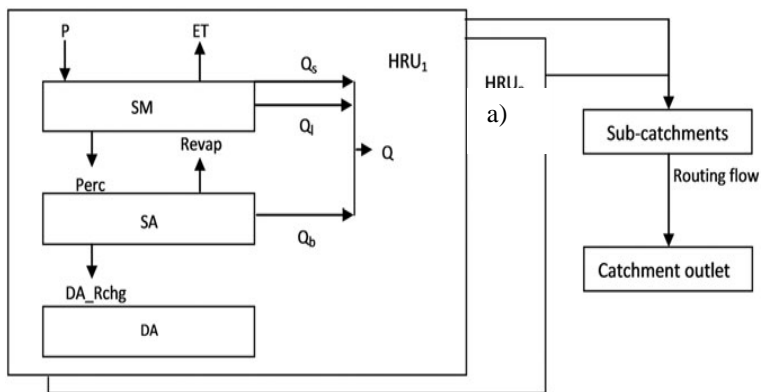 P
ET
Qs
HRU1
SM
Ql
Perc
Revap
Q
SA
Qb
DA_Rchg
DA
a)
Sub-catchments
Routing flow
Catchment outlet